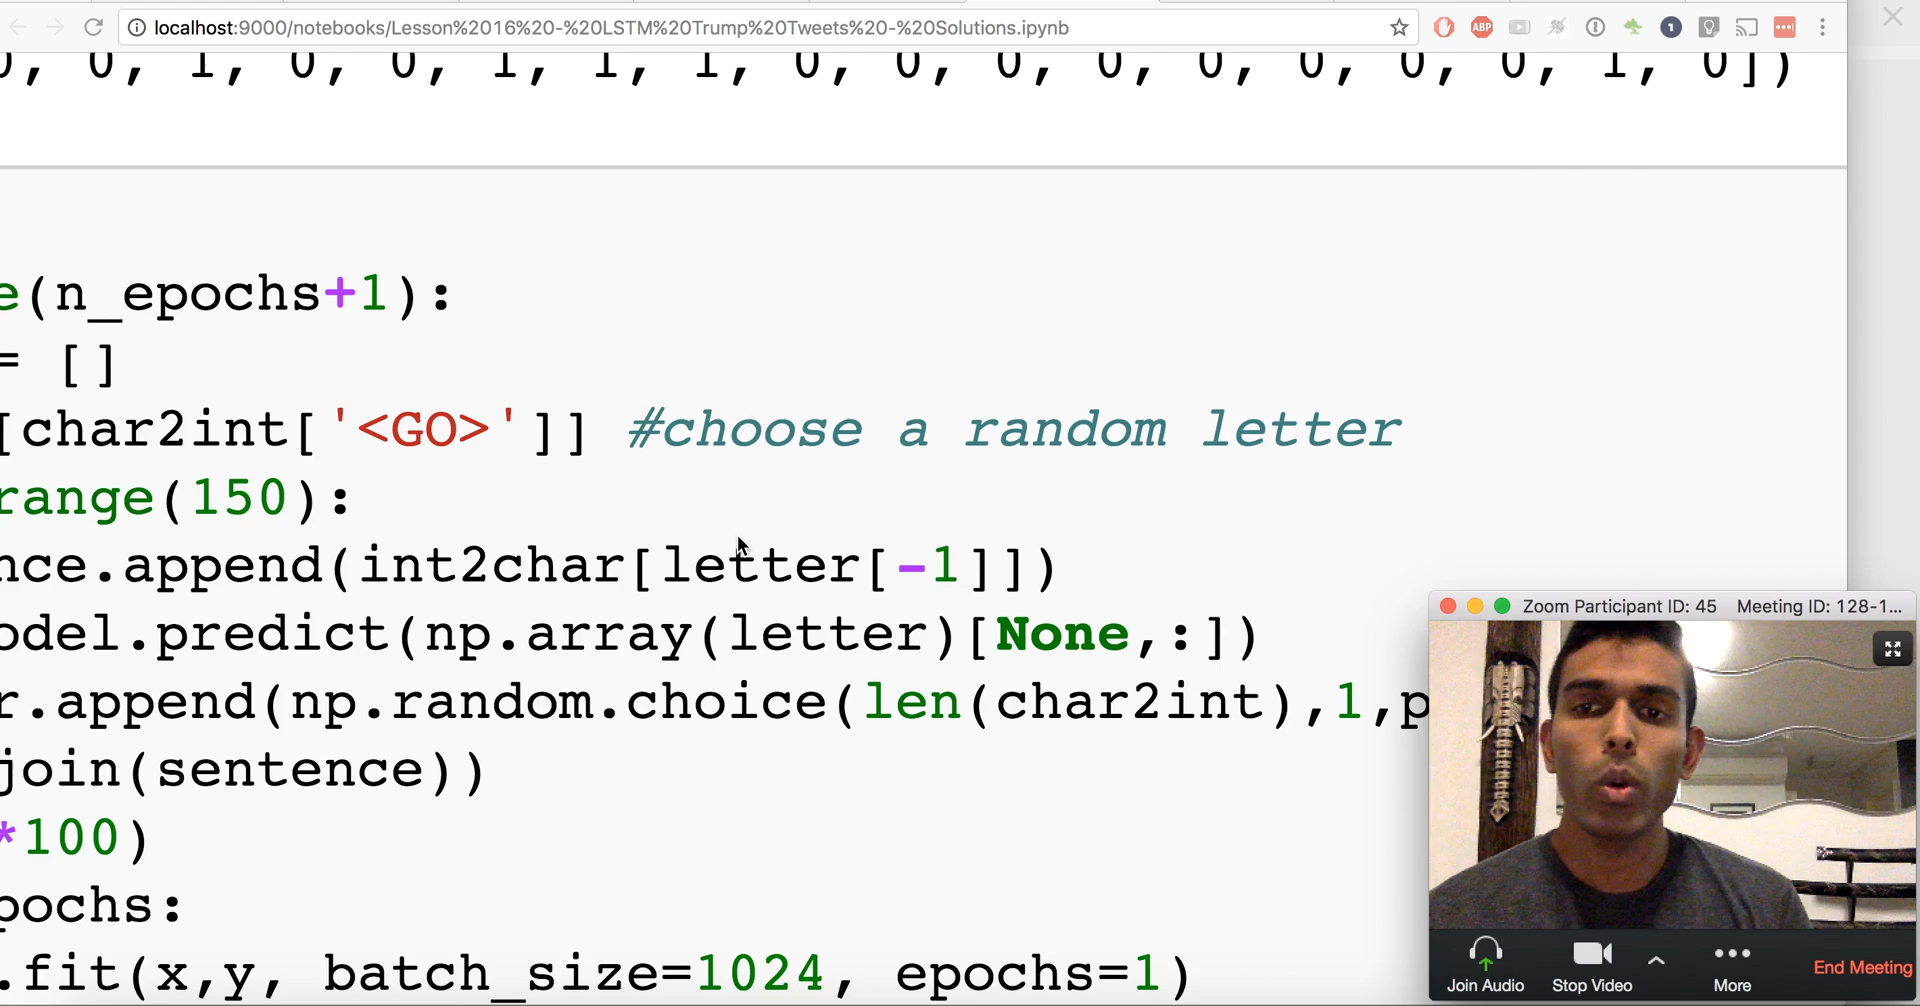 localhost:9000/notebooks/Lesson%2016%20-%20LSTM%20Trump%20Tweets%20-%20Solutions.ipynb
ABP
1
0, 0, 1, 0, 0, 1, 1, 1, 0, 0, 0, 0, 0, 0, 0, 0, 1, 0])
e(n_epochs+1):
= []
[char2int['<GO>']] #choose a random letter
range(150):
nce.append(int2char[letter[-1]])
odel.predict(np.array(letter)[None,:])
r.append(np.random.choice(len(char2int),1,p
join(sentence))
*100)
pochs:
.fit(x,y, batch_size=1024, epochs=1)
Zoom Participant ID: 45 Meeting ID: 128-1...
Join Audio
Stop Video
More
End Meeting